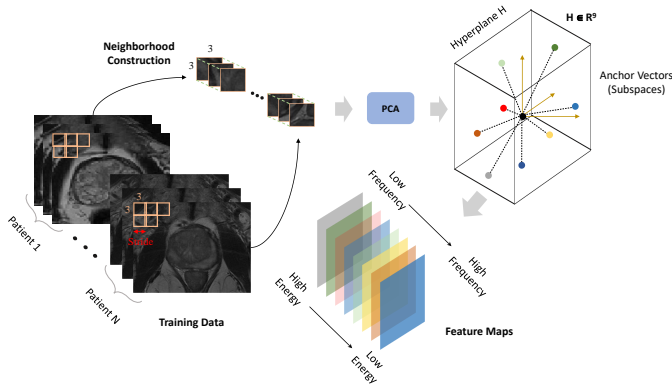 Neighborhood
Construction
3
3
PCA
Hyperplane H
H ∈ R⁹
Anchor Vectors
(Subspaces)
3
3
Stride
Patient 1
Patient N
Training Data
Low
Frequency
High
Frequency
High
Energy
Low
Energy
Feature Maps